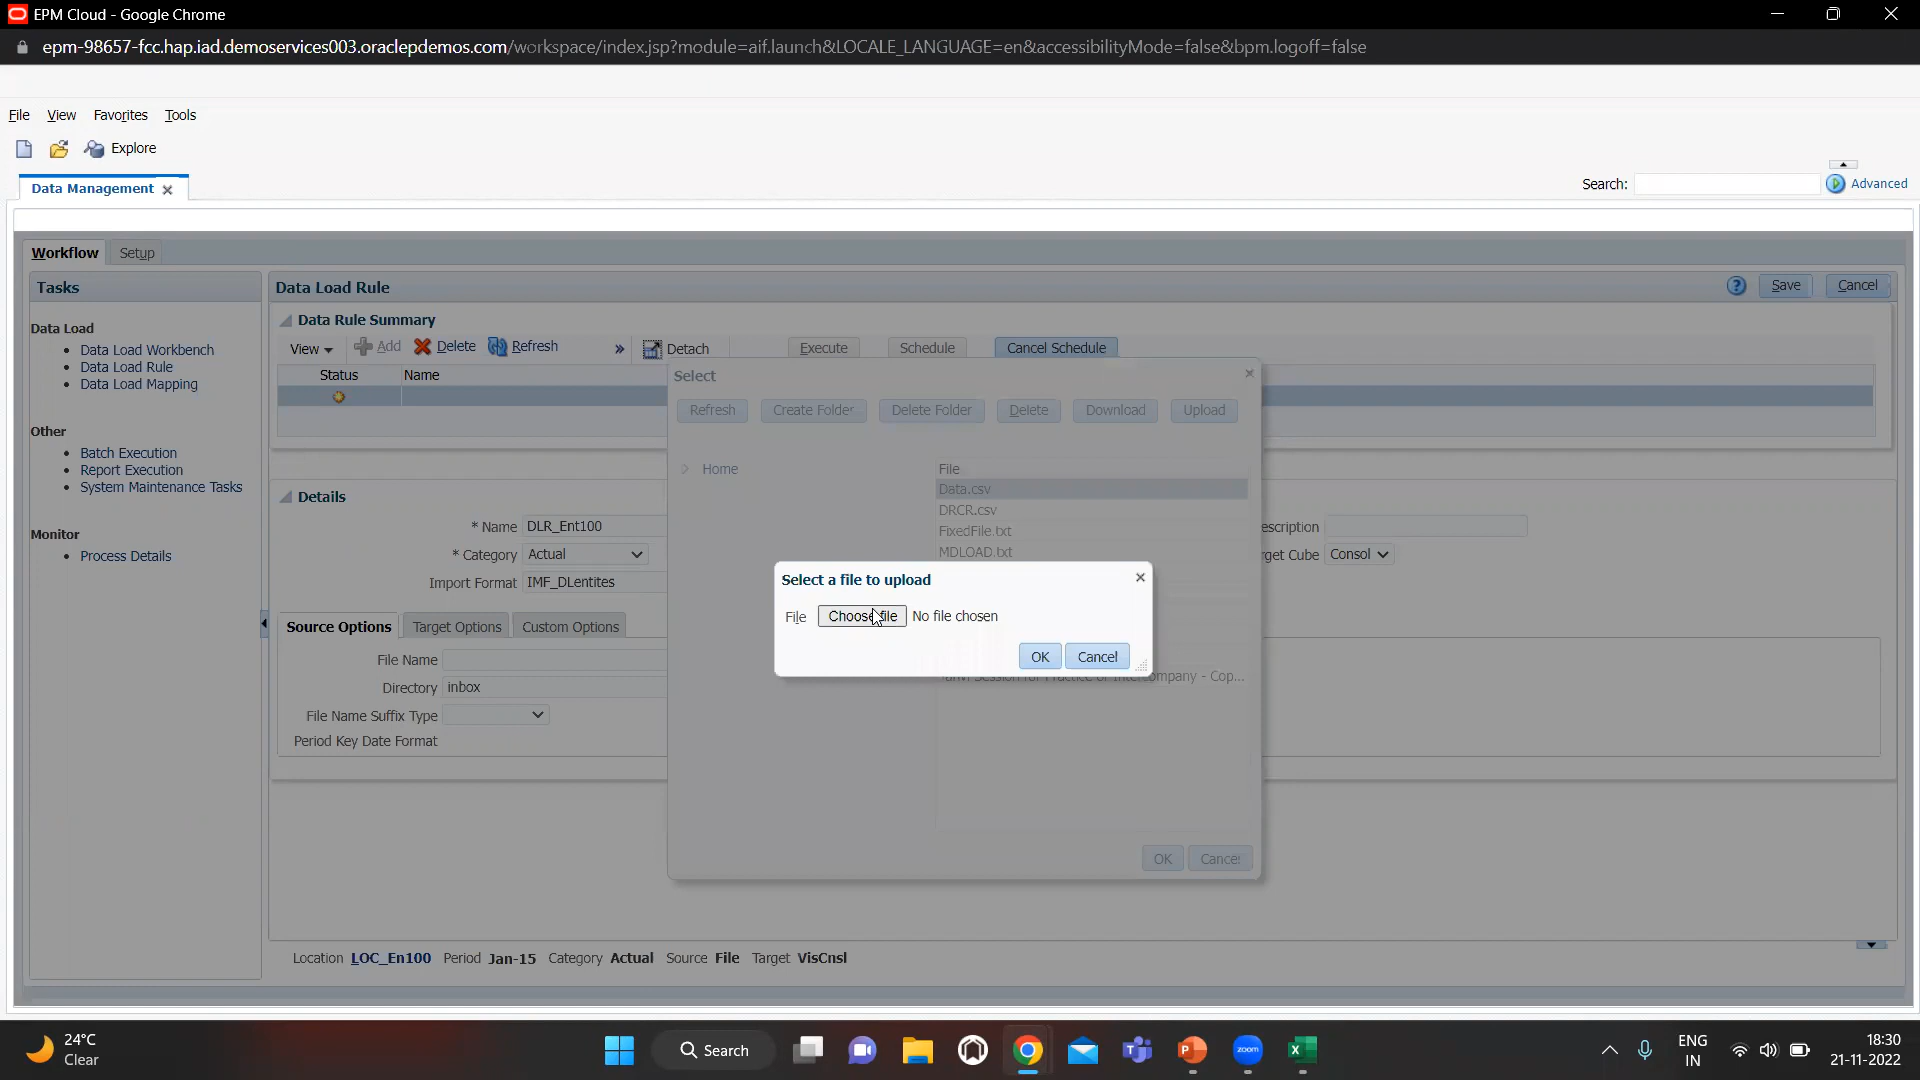 EPM Cloud - Google Chrome
epm-98657-fcc.hap.iad.demoservices003.oraclepdemos.com/workspace/index.jsp?module=aif.launch&LOCALE_LANGUAGE=en&accessibilityMode=false&bpm.logoff=false
File View Favorites Tools
Explore
Data Management
Search: Advanced
Workflow Setup
Tasks
Data Load
Data Load Workbench
Data Load Rule
Data Load Mapping
Other
Batch Execution
Report Execution
System Maintenance Tasks
Monitor
Process Details
Data Load Rule
Save Cancel
Data Rule Summary
View Add Delete Refresh » Detach Execute Schedule Cancel Schedule
Status Name
Details
* Name DLR_Ent100
* Category Actual
Import Format IMF_DLentites
escription
rget Cube Consol
Source Options Target Options Custom Options
File Name
Directory inbox
File Name Suffix Type
Period Key Date Format
Select
Refresh Create Folder Delete Folder Delete Download Upload
Home
File
Data.csv
DRCR.csv
FixedFile.txt
MDLOAD.txt
Session for Practice of Intercompany - Cop...
OK Cancel
Select a file to upload
File Choose file No file chosen
OK Cancel
Location LOC_En100 Period Jan-15 Category Actual Source File Target VisCnsl
24°C
Clear
Search
zoom
ENG
IN
18:30
21-11-2022